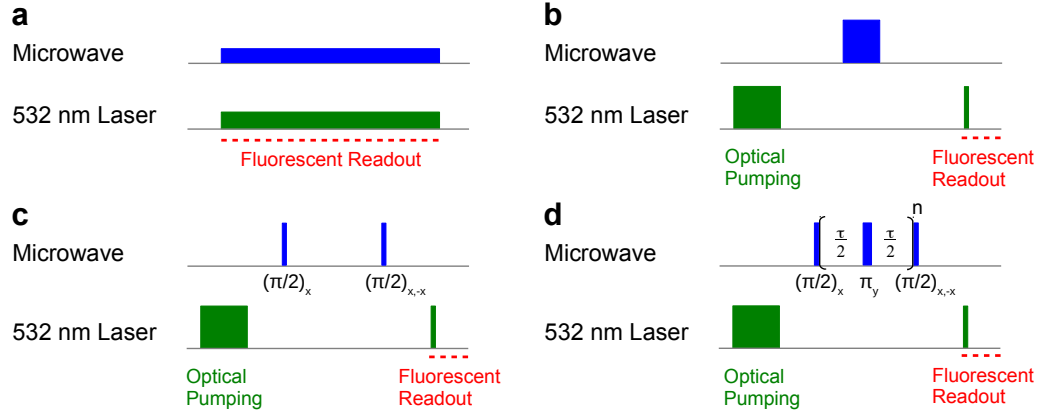 a
Microwave
532 nm Laser
Fluorescent Readout
b
Microwave
532 nm Laser
Optical
Pumping
Fluorescent
Readout
c
Microwave
(π/2)x (π/2)x,-x
532 nm Laser
Optical
Pumping
Fluorescent
Readout
d
Microwave
n
τ/2 τ/2
(π/2)x πy (π/2)x,-x
532 nm Laser
Optical
Pumping
Fluorescent
Readout